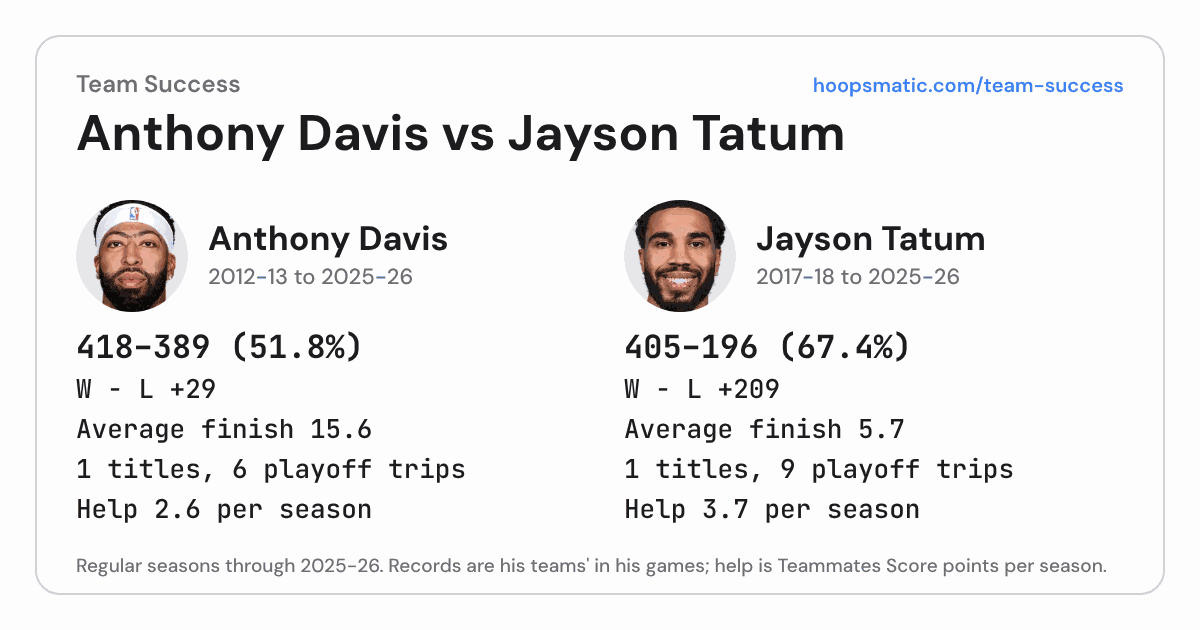 Team Success
hoopsmatic.com/team-success
Anthony Davis vs Jayson Tatum
Anthony Davis
2012-13 to 2025-26
418-389 (51.8%)
W - L +29
Average finish 15.6
1 titles, 6 playoff trips
Help 2.6 per season
Jayson Tatum
2017-18 to 2025-26
405-196 (67.4%)
W - L +209
Average finish 5.7
1 titles, 9 playoff trips
Help 3.7 per season
Regular seasons through 2025-26. Records are his teams' in his games; help is Teammates Score points per season.